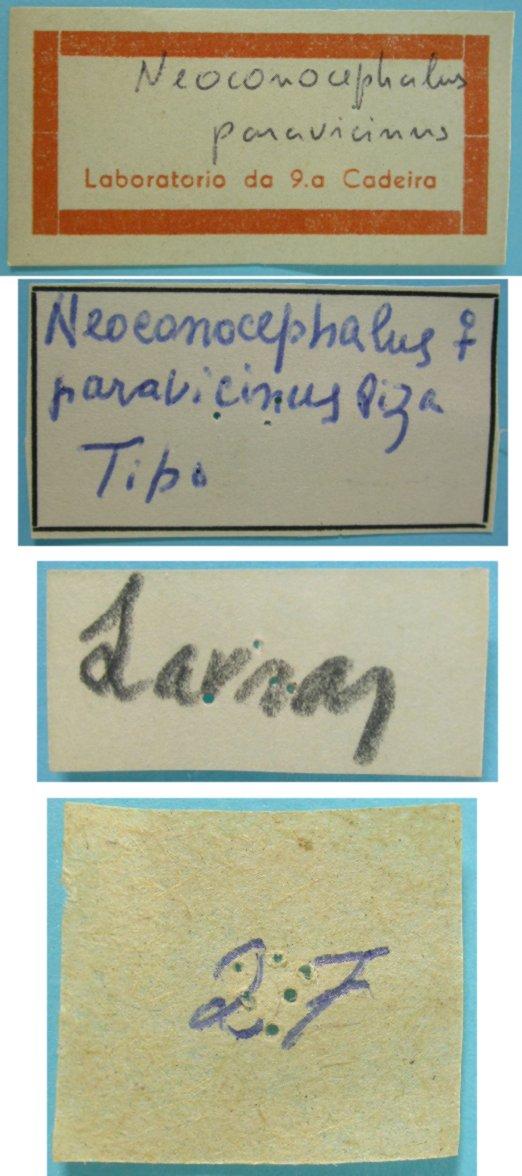 Neoconocephalus
paravicinus
Laboratorio da 9.a Cadeira
Neoconocephalus ♀
paravicinus Piza
Tipo
Lavras
27